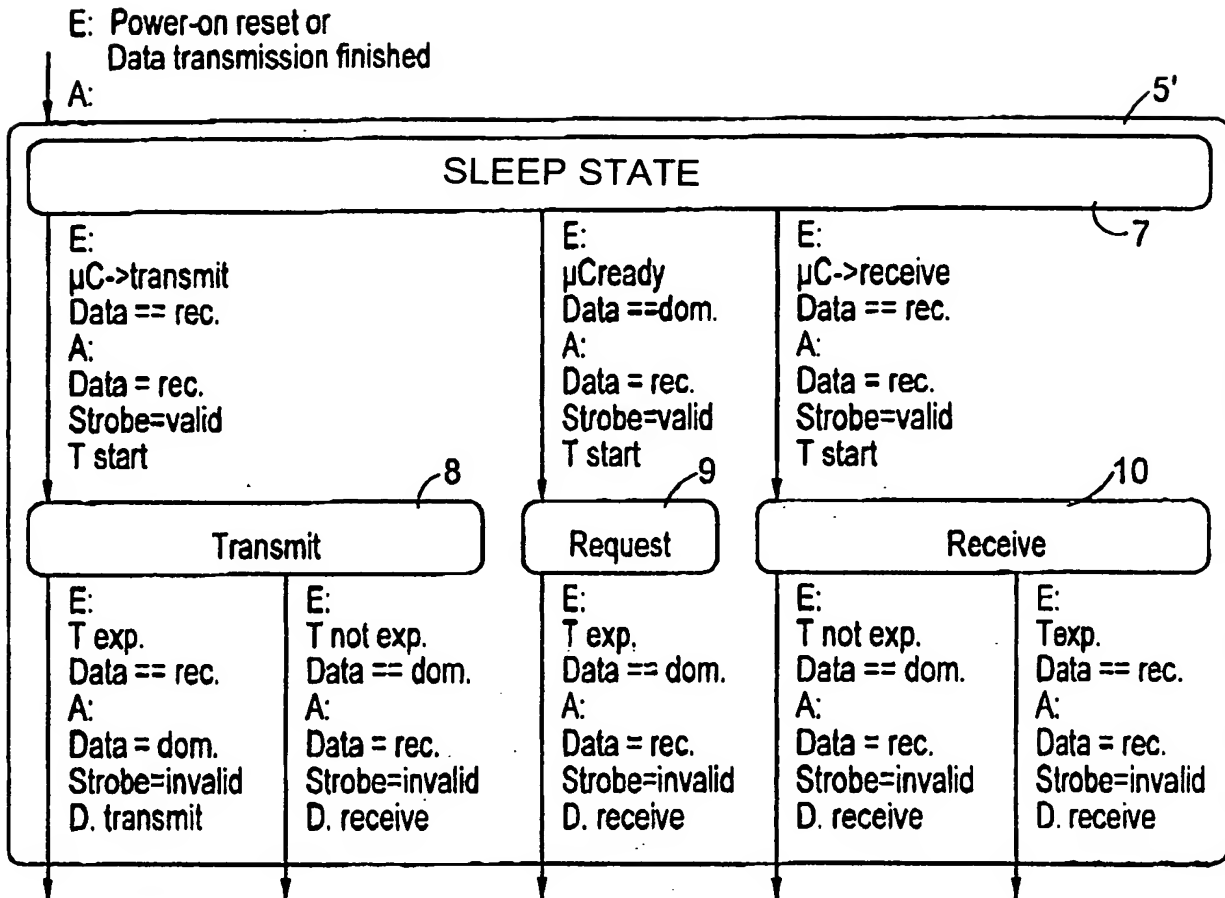 E: Power-on reset or
Data transmission finished
A:
5'
SLEEP STATE
7
E:
µC->transmit
Data == rec.
A:
Data = rec.
Strobe=valid
T start
E:
µCready
Data ==dom.
A:
Data = rec.
Strobe=valid
T start
E:
µC->receive
Data == rec.
A:
Data = rec.
Strobe=valid
T start
8
Transmit
9
Request
10
Receive
E:
T exp.
Data == rec.
A:
Data = dom.
Strobe=invalid
D. transmit
E:
T not exp.
Data == dom.
A:
Data = rec.
Strobe=invalid
D. receive
E:
T exp.
Data == dom.
A:
Data = rec.
Strobe=invalid
D. receive
E:
T not exp.
Data == dom.
A:
Data = rec.
Strobe=invalid
D. receive
E:
Texp.
Data == rec.
A:
Data = rec.
Strobe=invalid
D. receive